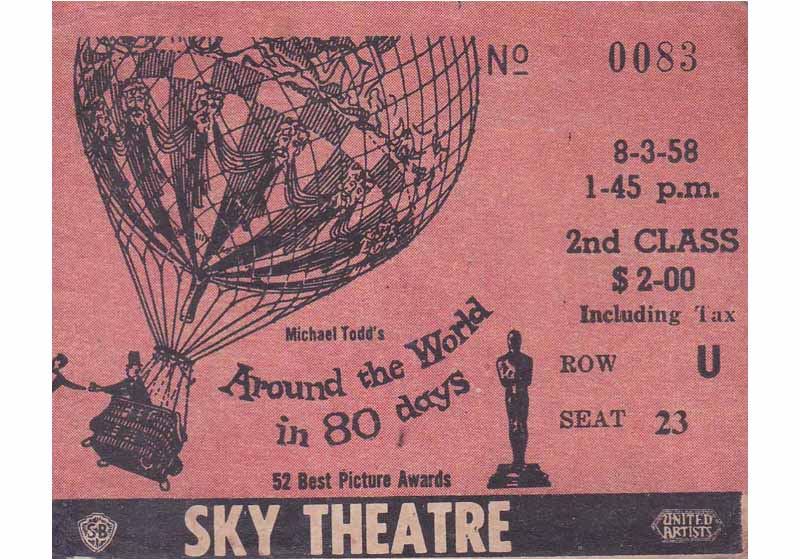 Nº 0083
8-3-58
1-45 p.m.
2nd CLASS
$ 2-00
Including Tax
ROW U
SEAT 23
Michael Todd's
Around the World
in 80 days
52 Best Picture Awards
SB
SKY THEATRE
UNITED
ARTISTS